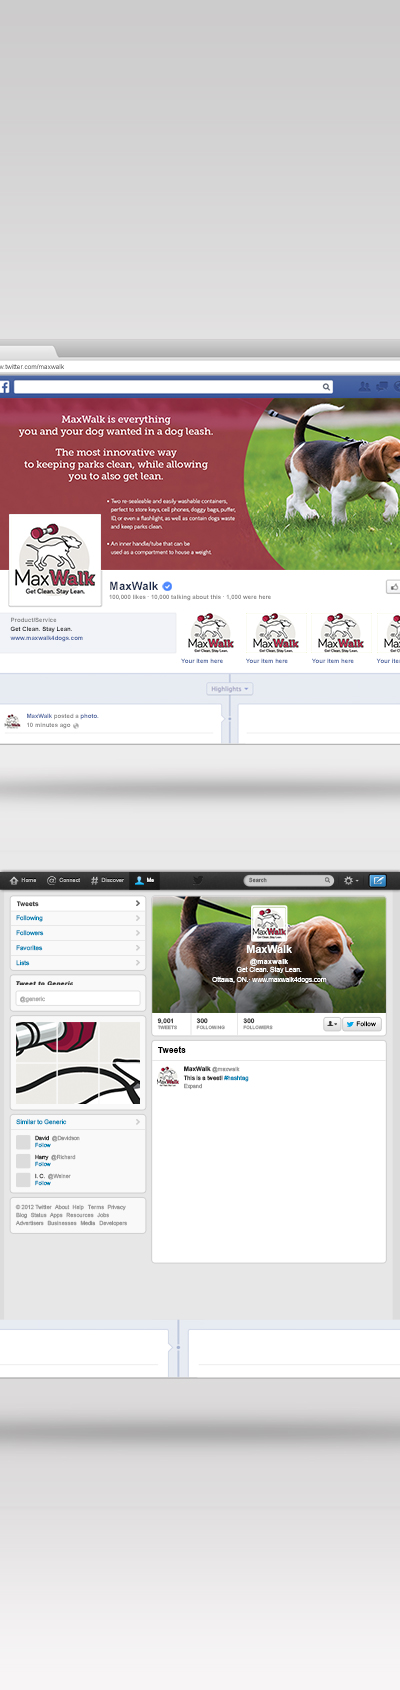 w.twitter.com/maxwalk
MaxWalk is everything
you and your dog wanted in a dog leash.
The most innovative way
to keeping parks clean, while allowing
you to also get lean.
• Two re-sealeable and easily washable containers,
perfect to store keys, cell phones, doggy bags, puffer,
ID, or even a flashlight, as well as contain dogs waste
and keep parks clean.
• An inner handle/tube that can be
used as a compartment to house a weight.
MaxWalk
Get Clean. Stay Lean.
MaxWalk
100,000 likes · 10,000 talking about this · 1,000 were here
Product/Service
Get Clean. Stay Lean.
www.maxwalk4dogs.com
MaxWalk
Get Clean. Stay Lean.
MaxWalk
Get Clean. Stay Lean.
MaxWalk
Get Clean. Stay Lean.
MaxW
Get Clean.
Your item here
Your item here
Your item here
Your it
Highlights
MaxWalk posted a photo.
10 minutes ago
Home
Connect
Discover
Me
Search
Tweets
Following
Followers
Favorites
Lists
Tweet to Generic
@generic
Similar to Generic
David @Davidson
Follow
Harry @Richard
Follow
I. C. @Weiner
Follow
© 2012 Twitter About Help Terms Privacy
Blog Status Apps Resources Jobs
Advertisers Businesses Media Developers
MaxWalk
MaxWalk
@maxwalk
Get Clean. Stay Lean.
Ottawa, ON.· www.maxwalk4dogs.com
9,001
TWEETS
300
FOLLOWING
300
FOLLOWERS
Follow
Tweets
MaxWalk
MaxWalk @maxwalk
This is a tweet! #hashtag
Expand